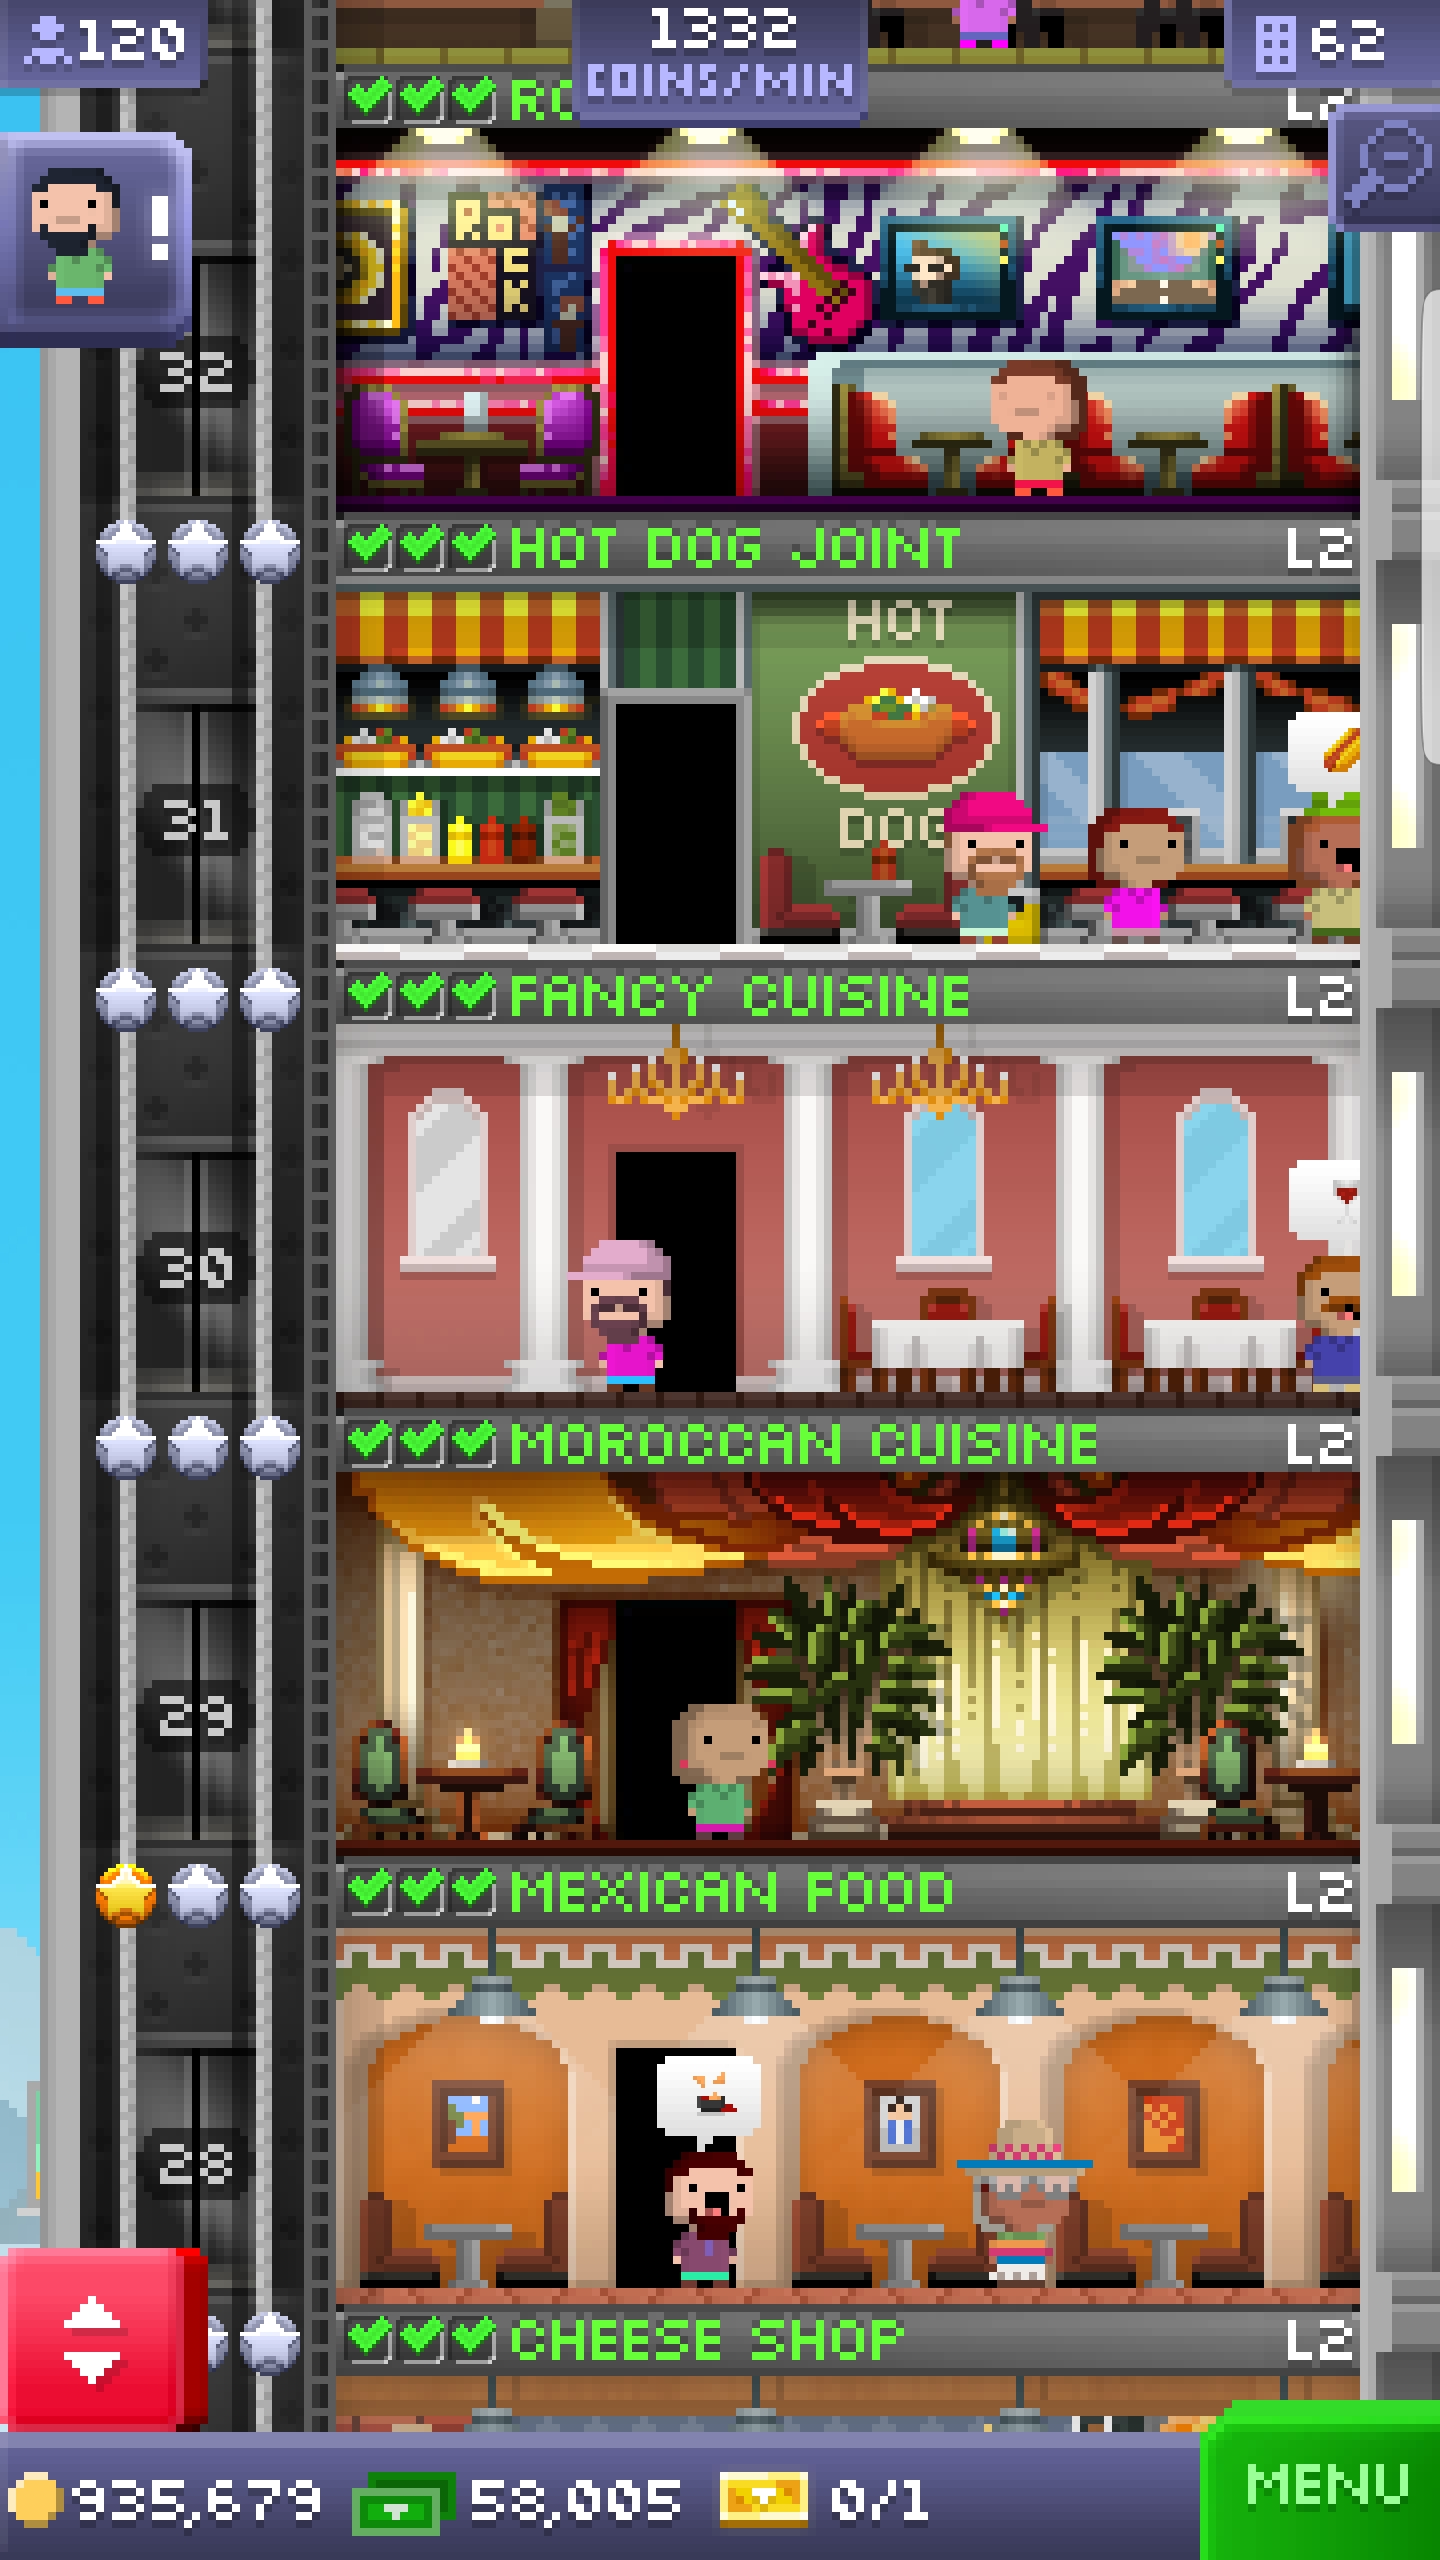 120
1332
COINS/MIN
62
L2
!
ROCK
32
HOT DOG JOINT L2
HOT
DOG
31
FANCY CUISINE L2
30
MOROCCAN CUISINE L2
29
MEXICAN FOOD L2
28
CHEESE SHOP L2
935,679 58,005 0/1 MENU